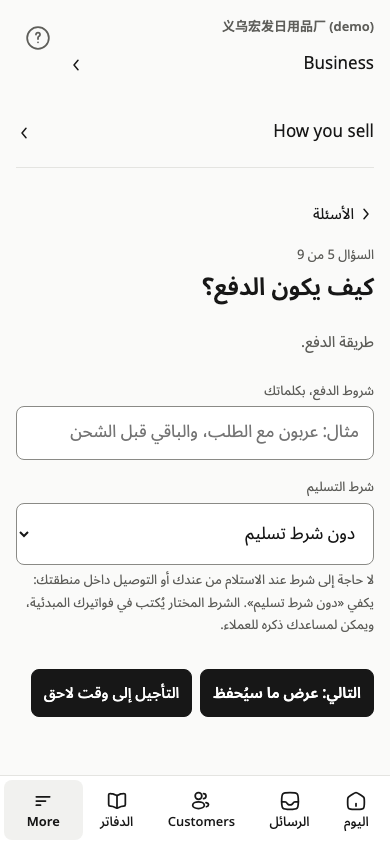 义乌宏发日用品厂 (demo)
Business
How you sell
الأسئلة
السؤال 5 من 9
كيف يكون الدفع؟
طريقة الدفع.
شروط الدفع، بكلماتك
مثال: عربون مع الطلب، والباقي قبل الشحن
شرط التسليم
دون شرط تسليم
لا حاجة إلى شرط عند الاستلام من عندك أو التوصيل داخل منطقتك:
يكفي «دون شرط تسليم». الشرط المختار يُكتب في فواتيرك المبدئية،
ويمكن لمساعدك ذكره للعملاء.
التالي: عرض ما سيُحفظ
التأجيل إلى وقت لاحق
اليوم
الرسائل
Customers
الدفاتر
More